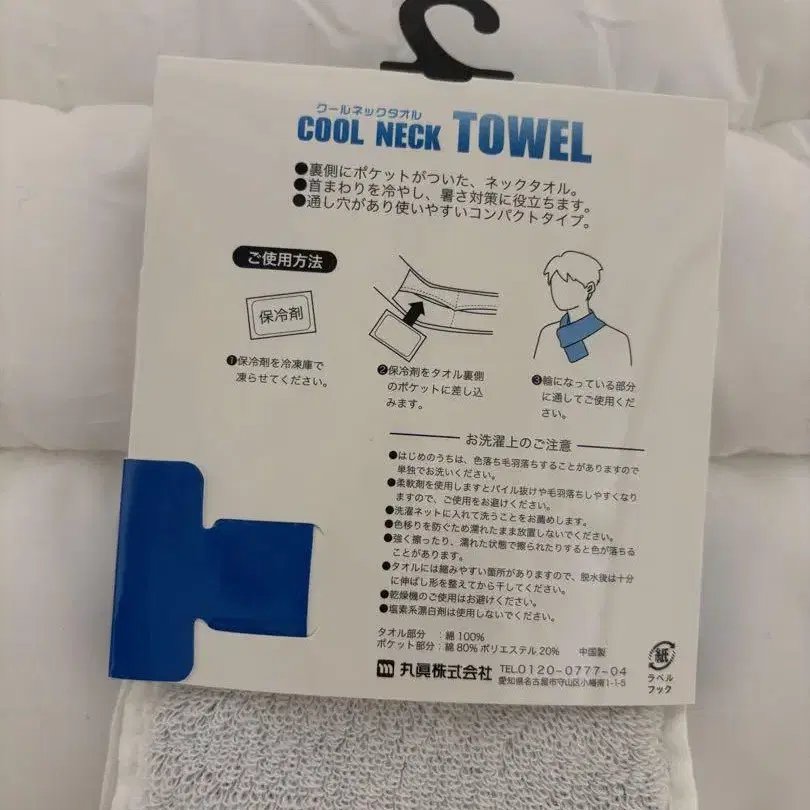 クールネックタオル
COOL NECK TOWEL
●裏側にポケットがついた、ネックタオル。
●首まわりを冷やし、暑さ対策に役立ちます。
●通し穴があり使いやすいコンパクトタイプ。
ご使用方法
保冷剤
❶保冷剤を冷凍庫で
凍らせてください。
❷保冷剤をタオル裏側
のポケットに差し込
みます。
❸輪になっている部分
に通してご使用くだ
さい。
お洗濯上のご注意
●はじめのうちは、色落ち毛羽落ちすることがありますので
単独でお洗いください。
●柔軟剤を使用しますとパイル抜けや毛羽落ちしやすくなり
ますので、ご使用をお避けください。
●洗濯ネットに入れて洗うことをお薦めします。
●色移りを防ぐため濡れたまま放置しないでください。
●強く擦ったり、濡れた状態で擦られたりすると色が落ちる
ことがあります。
●タオルには縮みやすい箇所がありますので、脱水後は十分
に伸ばし形を整えてから干してください。
●乾燥機のご使用はお避けください。
●塩素系漂白剤は使用しないでください。
タオル部分 : 綿 100%
ポケット部分 : 綿 80% ポリエステル 20% 中国製
m 丸眞株式会社 TEL.0120-0777-04
愛知県名古屋市守山区小幡南1-1-5
紙
ラベル
フック